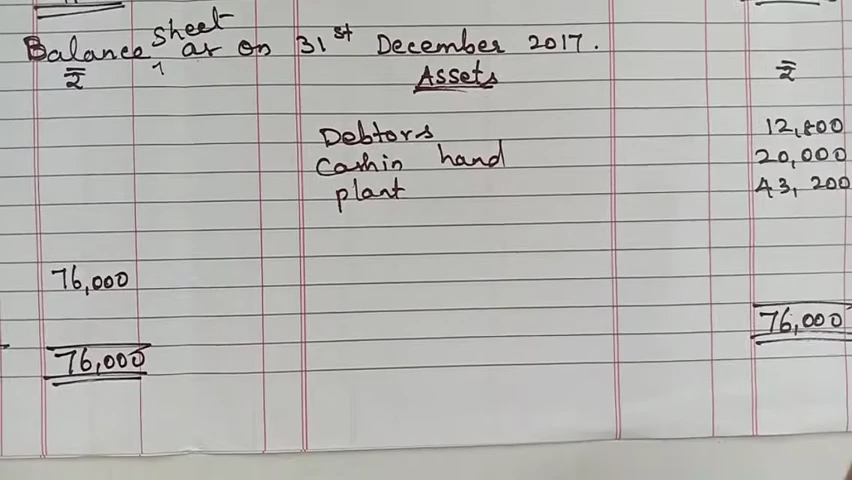 Balance sheet as on 31st December 2017.
₹ Assets ₹
Debtors 12,800
Cash in hand 20,000
plant 43,200
76,000
76,000
76,000